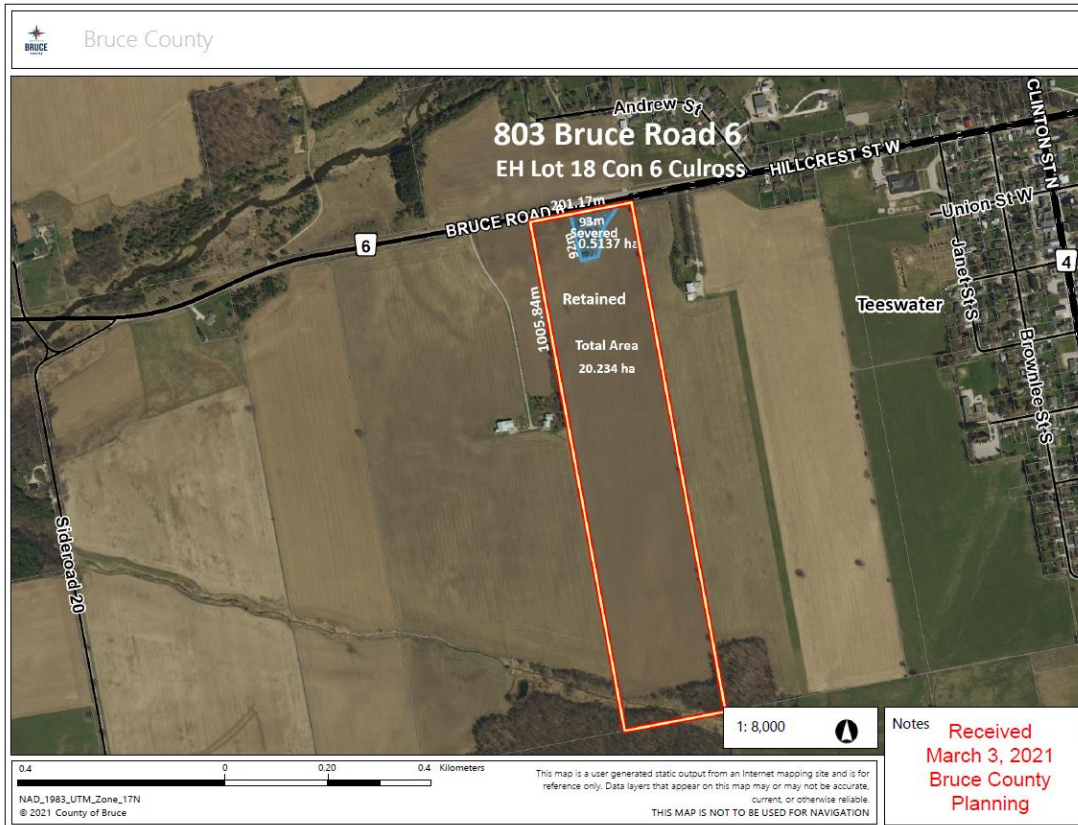 BRUCE
county
Bruce County
Andrew St
CLINTON ST N
803 Bruce Road 6
EH Lot 18 Con 6 Culross
HILLCREST ST W
Union St W
201.17m
BRUCE ROAD 6
93m
Severed
0.5137 ha
92m
6
4
Janet St S
Retained
Teeswater
1005.84m
Total Area
20.234 ha
Brownlee St S
Sideroad 20
1: 8,000
Notes
Received
March 3, 2021
Bruce County
Planning
0.4
0
0.20
0.4
Kilometers
NAD_1983_UTM_Zone_17N
© 2021 County of Bruce
This map is a user generated static output from an Internet mapping site and is for
reference only. Data layers that appear on this map may or may not be accurate,
current, or otherwise reliable.
THIS MAP IS NOT TO BE USED FOR NAVIGATION